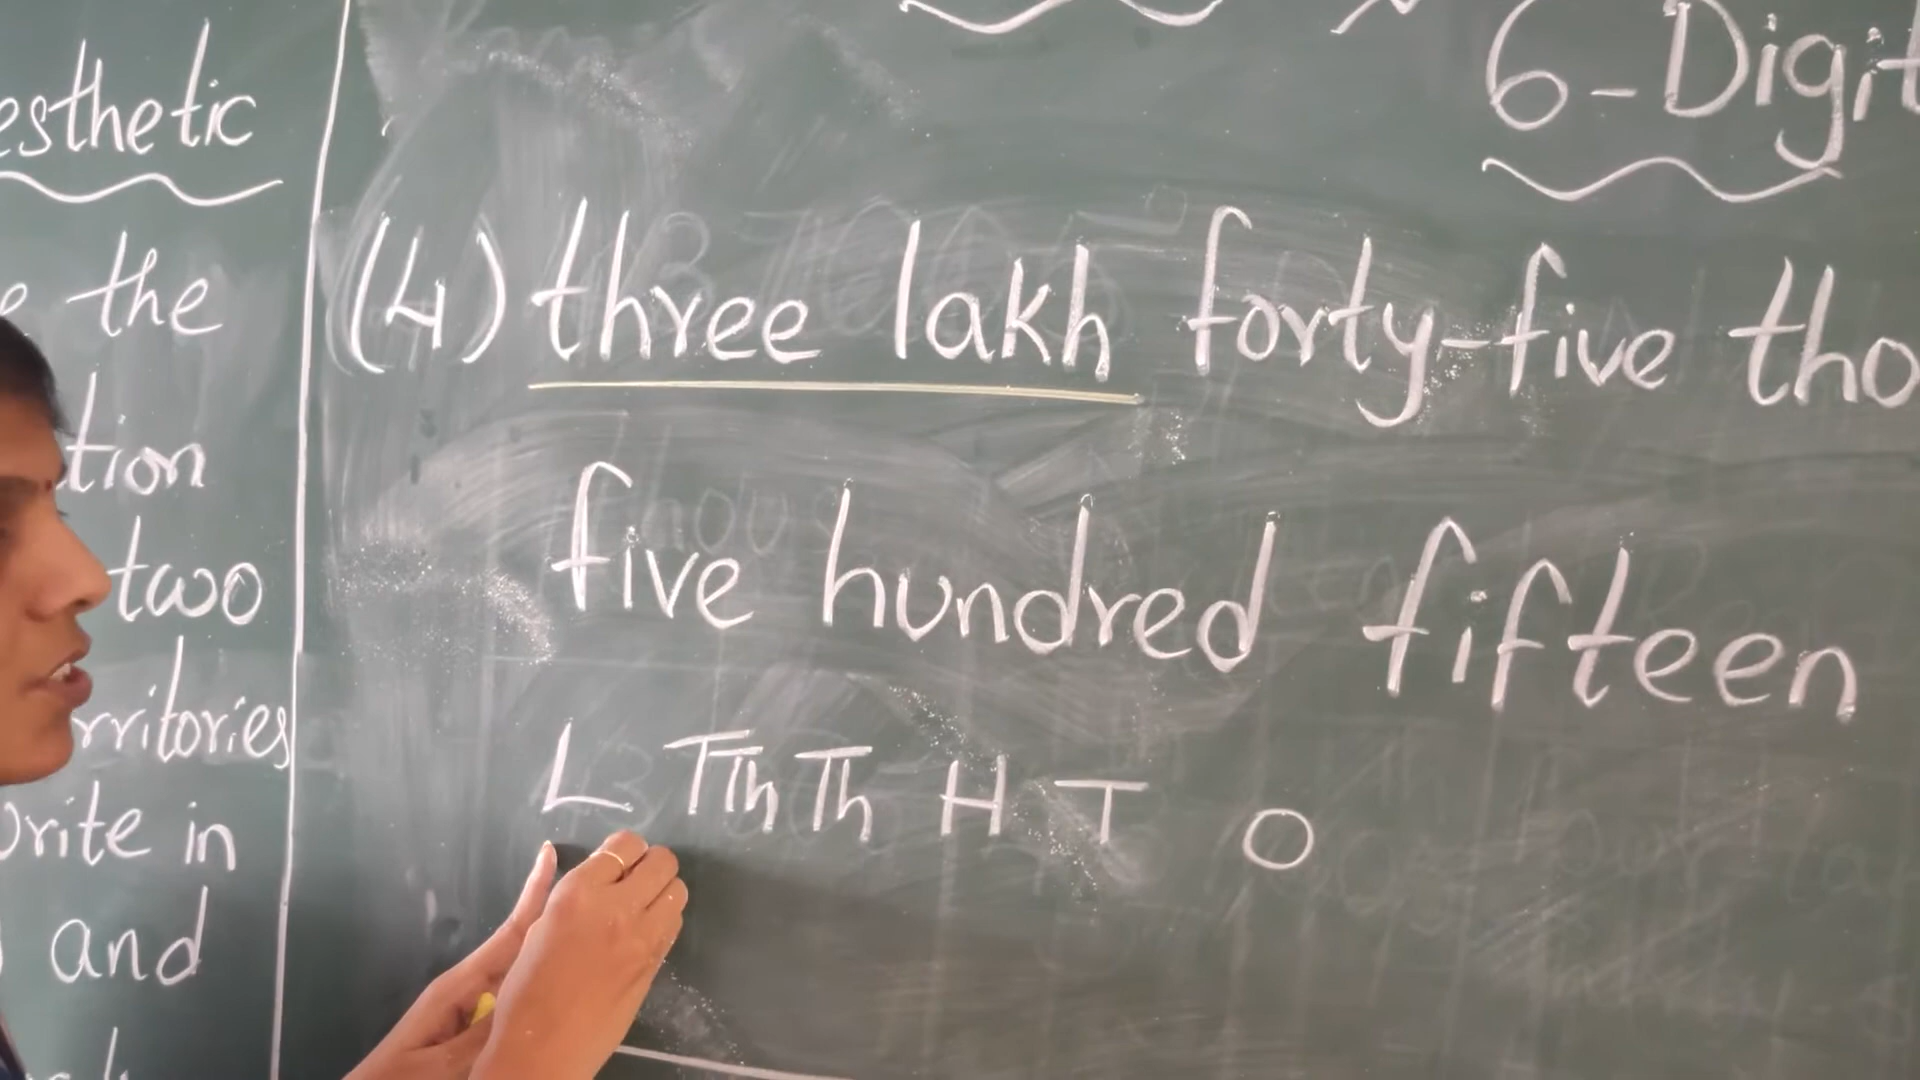 esthetic
e the
tion
two
rritories
write in
and
6-Digit
(4) three lakh forty-five tho
five hundred fifteen
L TTh Th H T O